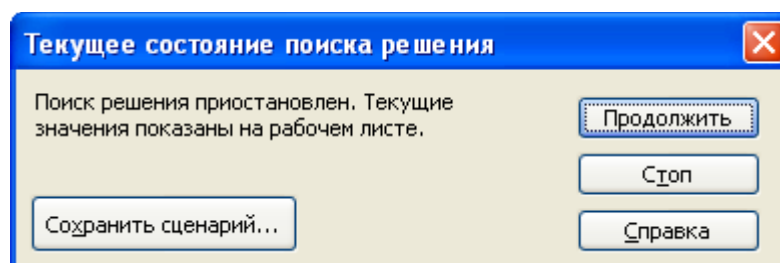 Текущее состояние поиска решения
Поиск решения приостановлен. Текущие
значения показаны на рабочем листе.
Продолжить
Стоп
Сохранить сценарий...
Справка